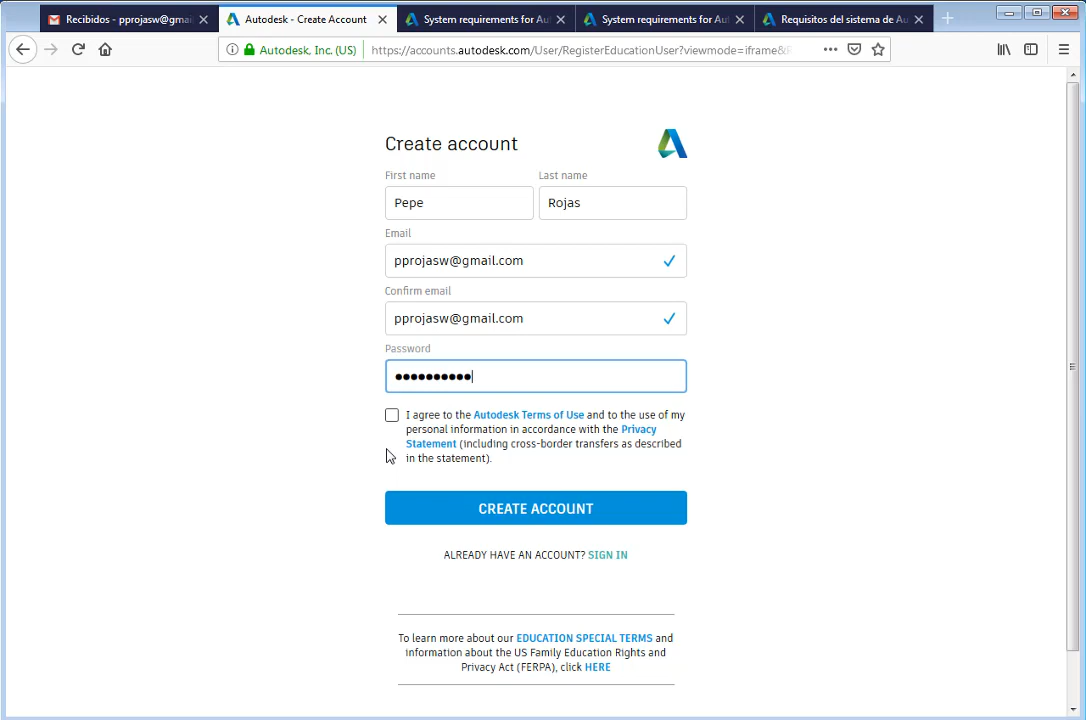 Recibidos - pprojasw@gmai
Autodesk - Create Account
System requirements for Au
System requirements for Au
Requisitos del sistema de Au
Autodesk, Inc. (US)
https://accounts.autodesk.com/User/RegisterEducationUser?viewmode=iframe&R
Create account
First name
Last name
Pepe
Rojas
Email
pprojasw@gmail.com
Confirm email
pprojasw@gmail.com
Password
●●●●●●●●●●
I agree to the Autodesk Terms of Use and to the use of my
personal information in accordance with the Privacy
Statement (including cross-border transfers as described
in the statement).
CREATE ACCOUNT
ALREADY HAVE AN ACCOUNT? SIGN IN
To learn more about our EDUCATION SPECIAL TERMS and
information about the US Family Education Rights and
Privacy Act (FERPA), click HERE